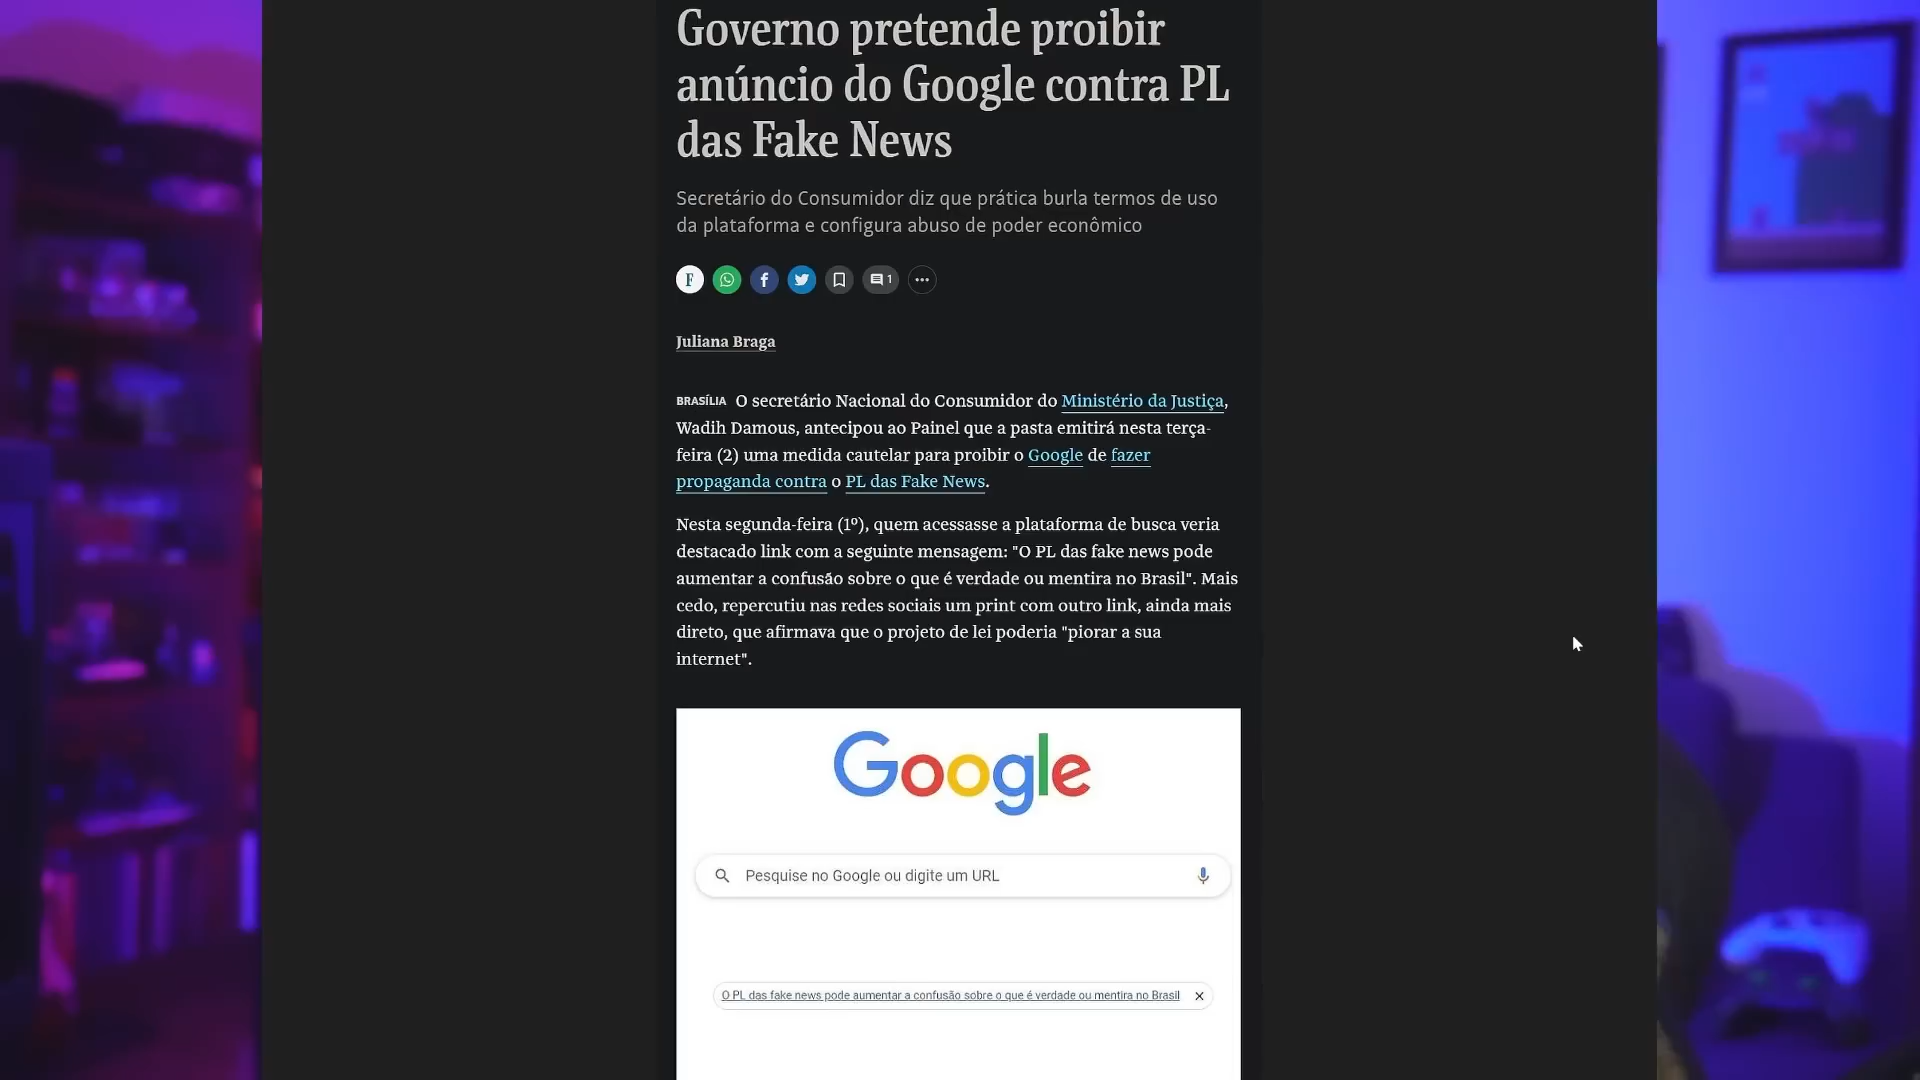 Governo pretende proibir
anúncio do Google contra PL
das Fake News
Secretário do Consumidor diz que prática burla termos de uso
da plataforma e configura abuso de poder econômico
F
1
Juliana Braga
BRASÍLIA O secretário Nacional do Consumidor do Ministério da Justiça,
Wadih Damous, antecipou ao Painel que a pasta emitirá nesta terça-
feira (2) uma medida cautelar para proibir o Google de fazer
propaganda contra o PL das Fake News.
Nesta segunda-feira (1º), quem acessasse a plataforma de busca veria
destacado link com a seguinte mensagem: "O PL das fake news pode
aumentar a confusão sobre o que é verdade ou mentira no Brasil". Mais
cedo, repercutiu nas redes sociais um print com outro link, ainda mais
direto, que afirmava que o projeto de lei poderia "piorar a sua
internet".
Google
Pesquise no Google ou digite um URL
O PL das fake news pode aumentar a confusão sobre o que é verdade ou mentira no Brasil